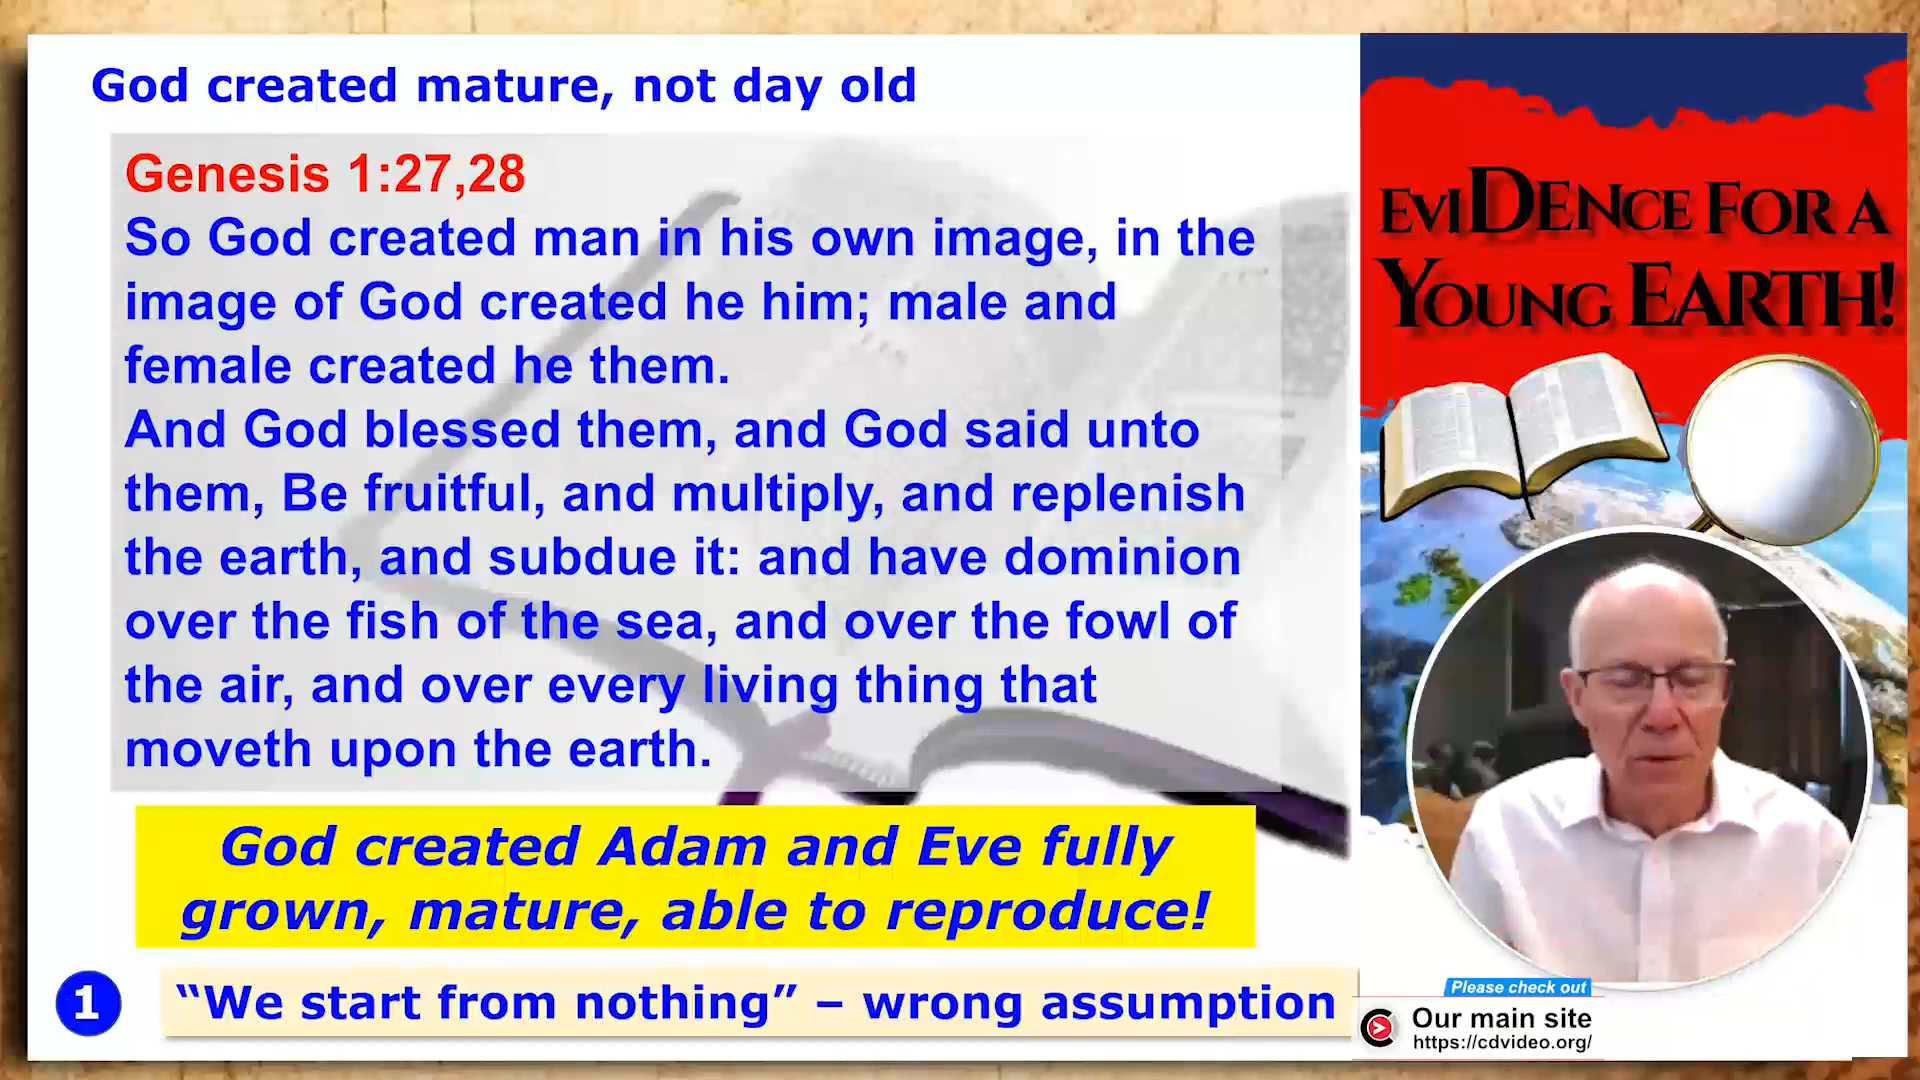 God created mature, not day old
Genesis 1:27,28
So God created man in his own image, in the
image of God created he him; male and
female created he them.
And God blessed them, and God said unto
them, Be fruitful, and multiply, and replenish
the earth, and subdue it: and have dominion
over the fish of the sea, and over the fowl of
the air, and over every living thing that
moveth upon the earth.
God created Adam and Eve fully
grown, mature, able to reproduce!
1
“We start from nothing” – wrong assumption
EviDence For a
Young Earth!
Please check out
Our main site
https://cdvideo.org/